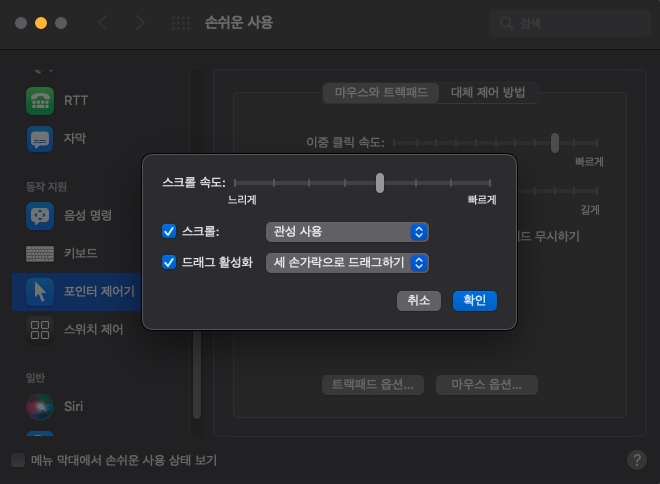 손쉬운 사용
검색
RTT
자막
동작 지원
음성 명령
키보드
포인터 제어기
스위치 제어
일반
Siri
마우스와 트랙패드
대체 제어 방법
이중 클릭 속도:
빠르게
길게
드 무시하기
스크롤 속도:
느리게
빠르게
스크롤:
관성 사용
드래그 활성화
세 손가락으로 드래그하기
취소
확인
트랙패드 옵션...
마우스 옵션...
메뉴 막대에서 손쉬운 사용 상태 보기
?